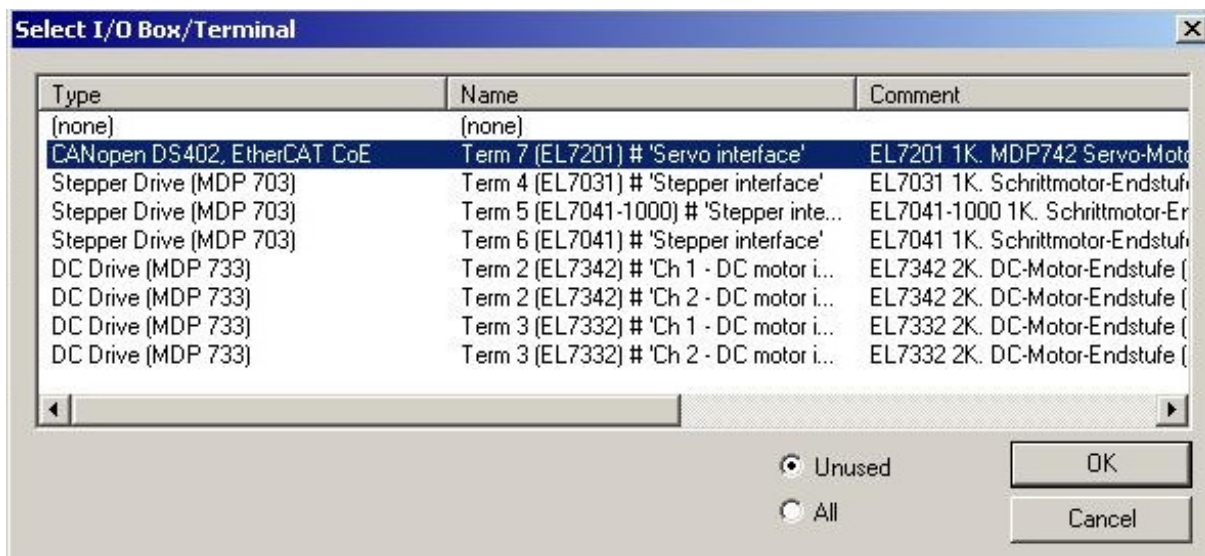 Select I/O Box/Terminal
Type Name Comment
(none) (none)
CANopen DS402, EtherCAT CoE Term 7 (EL7201) # 'Servo interface' EL7201 1K. MDP742 Servo-Moto
Stepper Drive (MDP 703) Term 4 (EL7031) # 'Stepper interface' EL7031 1K. Schrittmotor-Endstufe
Stepper Drive (MDP 703) Term 5 (EL7041-1000) # 'Stepper inte... EL7041-1000 1K. Schrittmotor-Er
Stepper Drive (MDP 703) Term 6 (EL7041) # 'Stepper interface' EL7041 1K. Schrittmotor-Endstufe
DC Drive (MDP 733) Term 2 (EL7342) # 'Ch 1 - DC motor i... EL7342 2K. DC-Motor-Endstufe (
DC Drive (MDP 733) Term 2 (EL7342) # 'Ch 2 - DC motor i... EL7342 2K. DC-Motor-Endstufe (
DC Drive (MDP 733) Term 3 (EL7332) # 'Ch 1 - DC motor i... EL7332 2K. DC-Motor-Endstufe (
DC Drive (MDP 733) Term 3 (EL7332) # 'Ch 2 - DC motor i... EL7332 2K. DC-Motor-Endstufe (
Unused
OK
All
Cancel